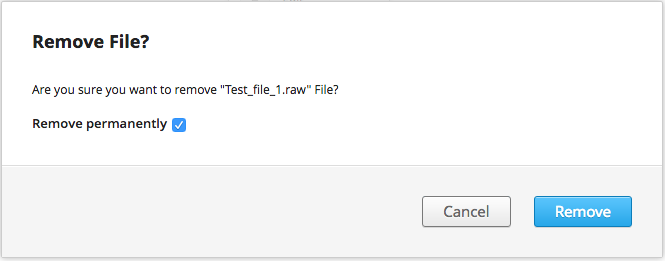 Remove File?
Are you sure you want to remove "Test_file_1.raw" File?
Remove permanently
Cancel
Remove